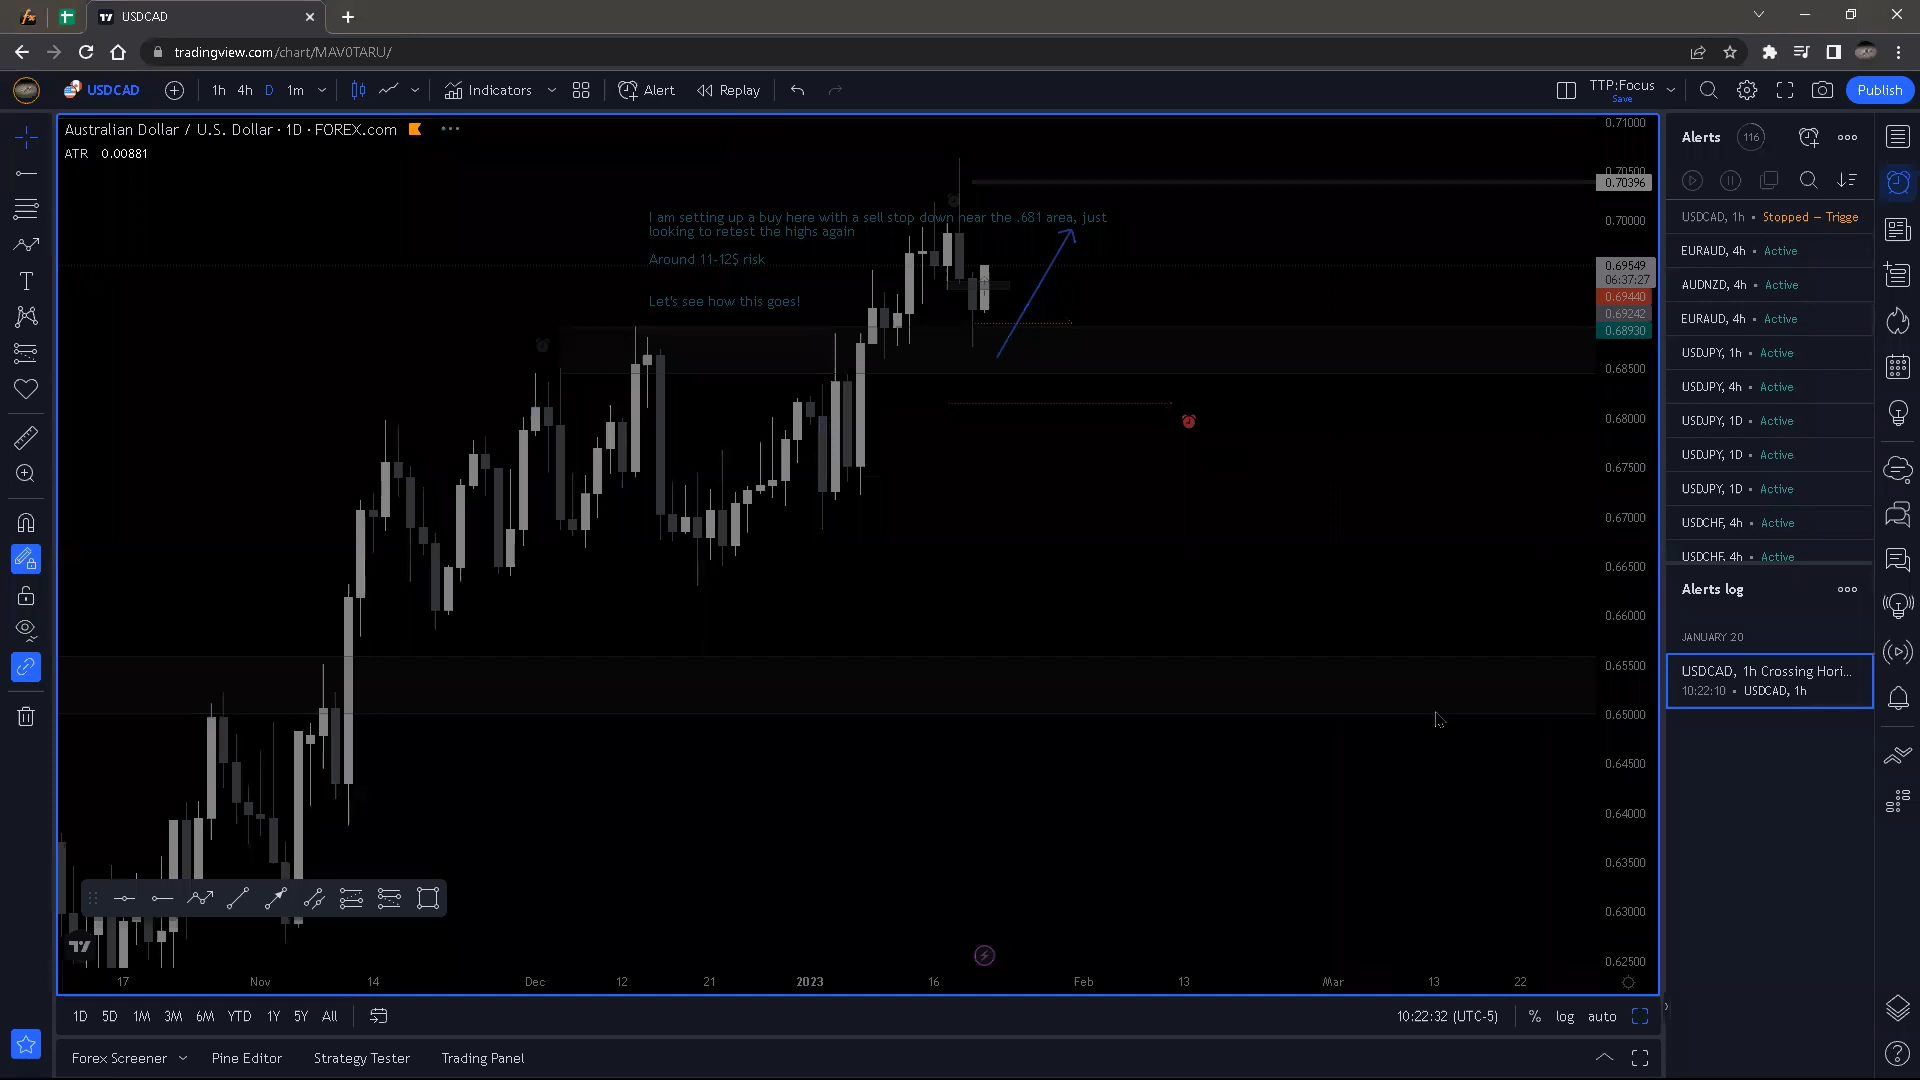 USDCAD
tradingview.com/chart/MAV0TARU/
USDCAD
1h 4h D 1m
Indicators
Alert
Replay
TTP:Focus
Save
Publish
Australian Dollar / U.S. Dollar · 1D · FOREX.com
ATR 0.00881
I am setting up a buy here with a sell stop down near the .681 area, just
looking to retest the highs again
Around 11-12$ risk
Let's see how this goes!
0.71000
0.70500
0.70396
0.70000
0.69549
06:37:27
0.69440
0.69242
0.68930
0.68500
0.68000
0.67500
0.67000
0.66500
0.66000
0.65500
0.65000
0.64500
0.64000
0.63500
0.63000
0.62500
17 Nov 14 Dec 12 21 2023 16 Feb 13 Mar 13 22
1D 5D 1M 3M 6M YTD 1Y 5Y All
10:22:32 (UTC-5)
% log auto
Forex Screener
Pine Editor
Strategy Tester
Trading Panel
Alerts 116
USDCAD, 1h • Stopped — Trigge
EURAUD, 4h • Active
AUDNZD, 4h • Active
EURAUD, 4h • Active
USDJPY, 1h • Active
USDJPY, 4h • Active
USDJPY, 1D • Active
USDJPY, 1D • Active
USDJPY, 1D • Active
USDCHF, 4h • Active
USDCHF, 4h • Active
Alerts log
JANUARY 20
USDCAD, 1h Crossing Hori...
10:22:10 • USDCAD, 1h